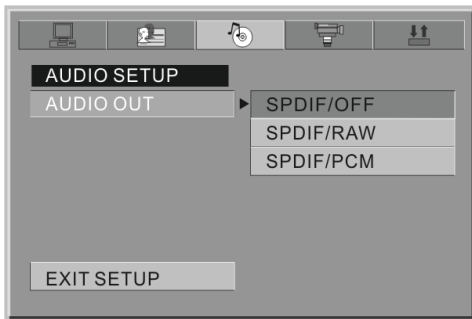 AUDIO SETUP
AUDIO OUT
SPDIF/OFF
SPDIF/RAW
SPDIF/PCM
EXIT SETUP